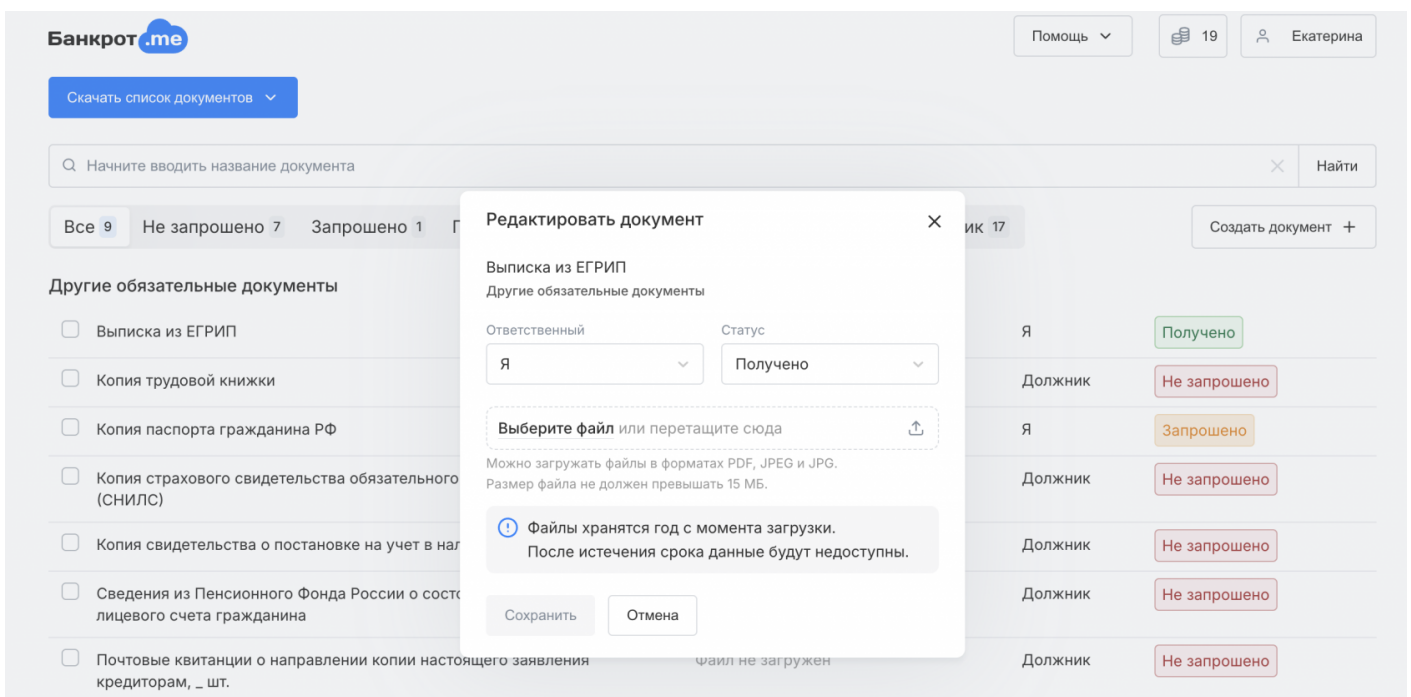 Банкрот.me
Помощь
19
Екатерина
Скачать список документов
Начните вводить название документа
Найти
Все 9
Не запрошено 7
Запрошено 1
17
Создать документ
Другие обязательные документы
Выписка из ЕГРИП
Я
Получено
Копия трудовой книжки
Должник
Не запрошено
Копия паспорта гражданина РФ
Я
Запрошено
Копия страхового свидетельства обязательного
(СНИЛС)
Должник
Не запрошено
Копия свидетельства о постановке на учет в
Должник
Не запрошено
Сведения из Пенсионного Фонда России о
лицевого счета гражданина
Должник
Не запрошено
Почтовые квитанции о направлении копии настоящего заявления
кредиторам, _ шт.
Файл не загружен
Должник
Не запрошено
Редактировать документ
Выписка из ЕГРИП
Другие обязательные документы
Ответственный
Статус
Я
Получено
Выберите файл или перетащите сюда
Можно загружать файлы в форматах PDF, JPEG и JPG.
Размер файла не должен превышать 15 МБ.
Файлы хранятся год с момента загрузки.
После истечения срока данные будут недоступны.
Сохранить
Отмена